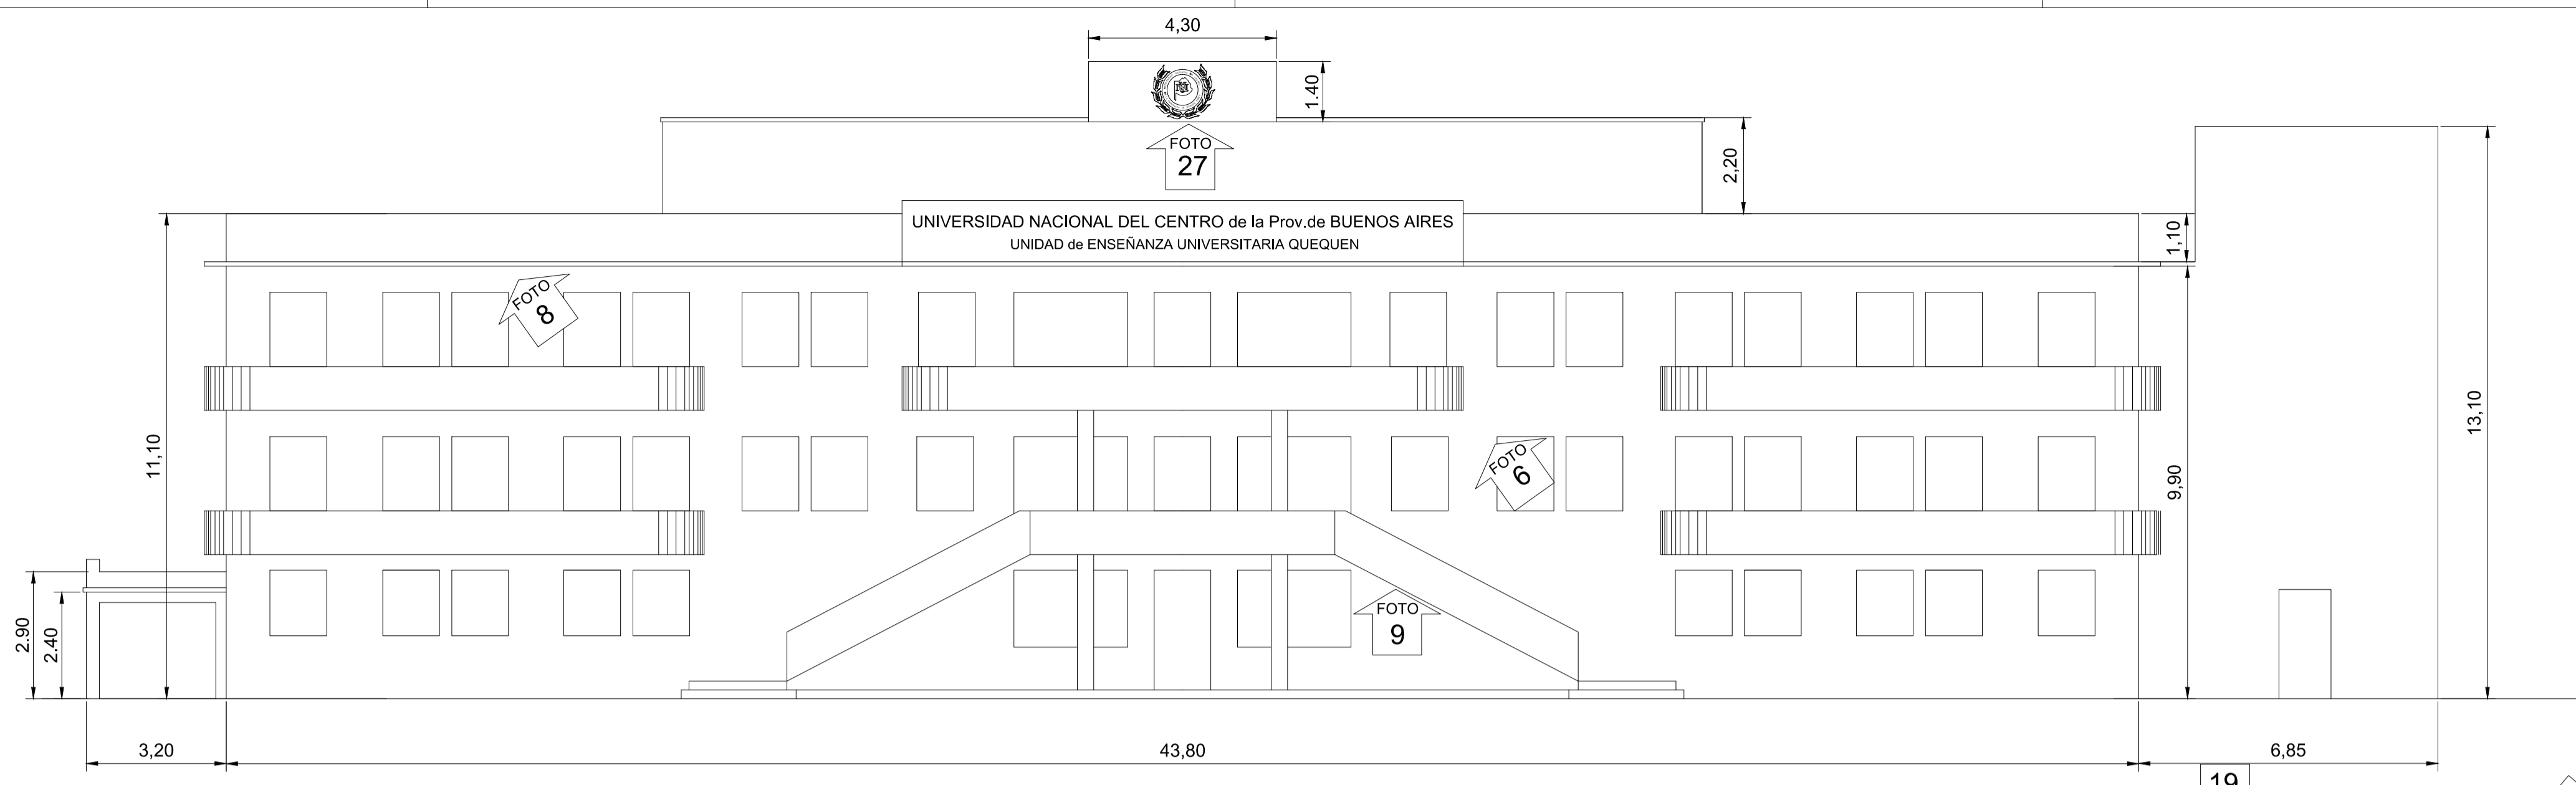 4,30
1.40
FOTO
27
2,20
UNIVERSIDAD NACIONAL DEL CENTRO de la Prov.de BUENOS AIRES
UNIDAD de ENSEÑANZA UNIVERSITARIA QUEQUEN
1,10
FOTO
8
11,10
13,10
FOTO
6
9,90
2.90
2.40
FOTO
9
3,20
43,80
6,85
19